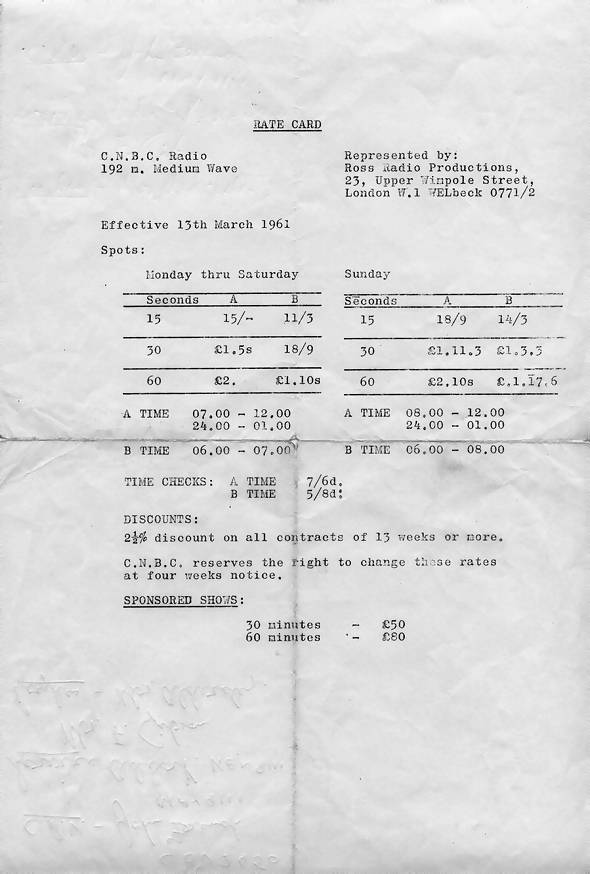 RATE CARD
C.N.B.C. Radio
192 m. Medium Wave
Represented by:
Ross Radio Productions,
23, Upper Wimpole Street,
London W.1 WELbeck 0771/2
Effective 13th March 1961
Spots:
Monday thru Saturday
Seconds A B
15 15/- 11/3
30 £1.5s 18/9
60 £2. £1.10s
Sunday
Seconds A B
15 18/9 14/3
30 £1.11.3 £1.3.3
60 £2.10s £.1.17.6
A TIME 07.00 - 12.00
24.00 - 01.00
B TIME 06.00 - 07.00
A TIME 08.00 - 12.00
24.00 - 01.00
B TIME 06.00 - 08.00
TIME CHECKS: A TIME 7/6d.
B TIME 5/8d:
DISCOUNTS:
2½% discount on all contracts of 13 weeks or more.
C.N.B.C. reserves the right to change these rates
at four weeks notice.
SPONSORED SHOWS:
30 minutes - £50
60 minutes - £80